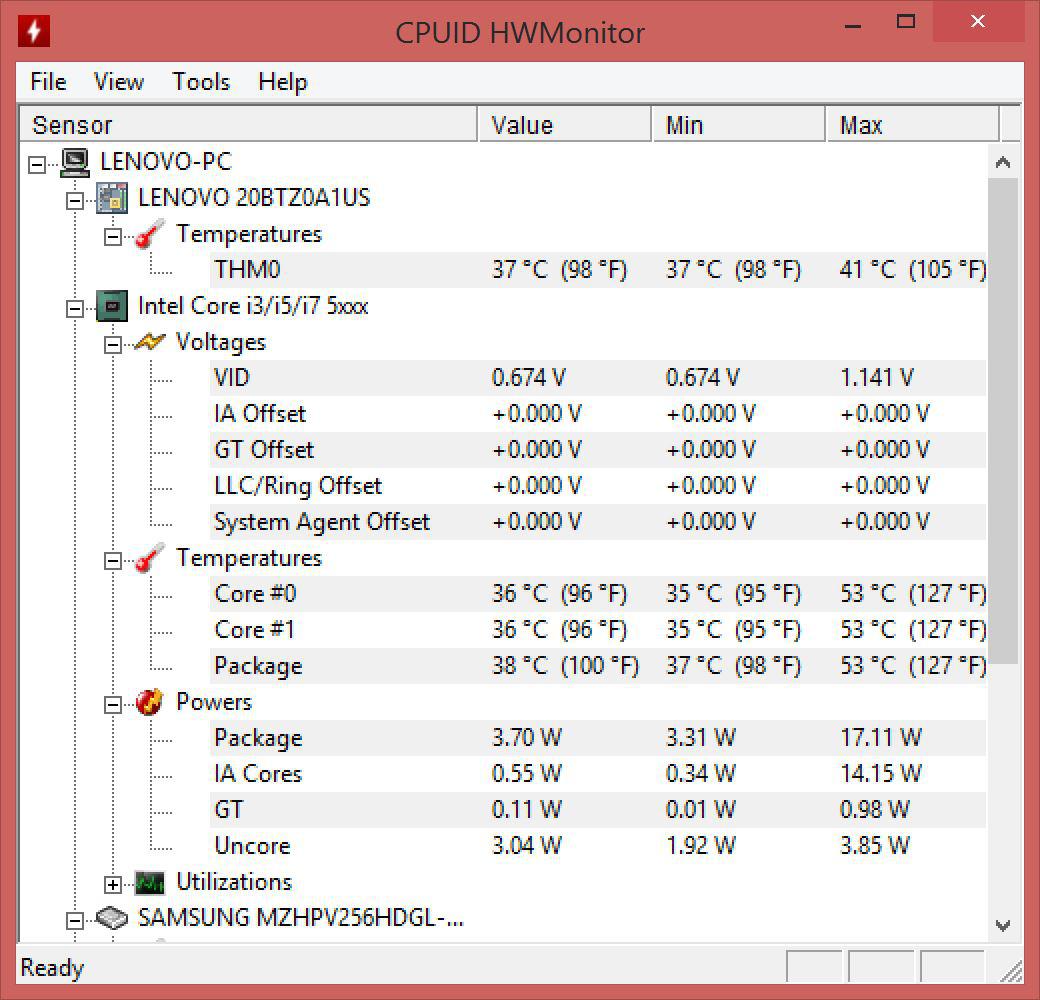 CPUID HWMonitor
File View Tools Help
Sensor Value Min Max
LENOVO-PC
LENOVO 20BTZ0A1US
Temperatures
THM0 37 °C (98 °F) 37 °C (98 °F) 41 °C (105 °F)
Intel Core i3/i5/i7 5xxx
Voltages
VID 0.674 V 0.674 V 1.141 V
IA Offset +0.000 V +0.000 V +0.000 V
GT Offset +0.000 V +0.000 V +0.000 V
LLC/Ring Offset +0.000 V +0.000 V +0.000 V
System Agent Offset +0.000 V +0.000 V +0.000 V
Temperatures
Core #0 36 °C (96 °F) 35 °C (95 °F) 53 °C (127 °F)
Core #1 36 °C (96 °F) 35 °C (95 °F) 53 °C (127 °F)
Package 38 °C (100 °F) 37 °C (98 °F) 53 °C (127 °F)
Powers
Package 3.70 W 3.31 W 17.11 W
IA Cores 0.55 W 0.34 W 14.15 W
GT 0.11 W 0.01 W 0.98 W
Uncore 3.04 W 1.92 W 3.85 W
Utilizations
SAMSUNG MZHPV256HDGL-...
Ready